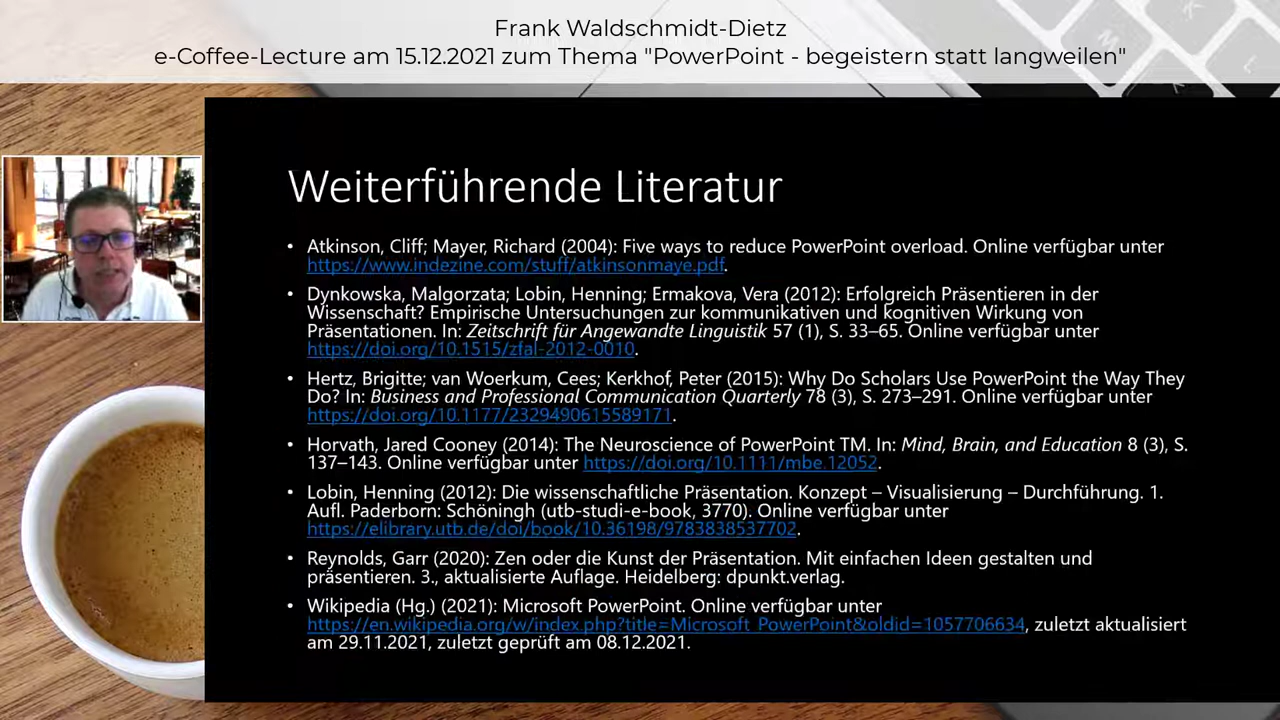 Frank Waldschmidt-Dietz
e-Coffee-Lecture am 15.12.2021 zum Thema "PowerPoint - begeistern statt langweilen"
Weiterführende Literatur
• Atkinson, Cliff; Mayer, Richard (2004): Five ways to reduce PowerPoint overload. Online verfügbar unter
https://www.indezine.com/stuff/atkinsonmaye.pdf.
• Dynkowska, Malgorzata; Lobin, Henning; Ermakova, Vera (2012): Erfolgreich Präsentieren in der
Wissenschaft? Empirische Untersuchungen zur kommunikativen und kognitiven Wirkung von
Präsentationen. In: Zeitschrift für Angewandte Linguistik 57 (1), S. 33–65. Online verfügbar unter
https://doi.org/10.1515/zfal-2012-0010.
• Hertz, Brigitte; van Woerkum, Cees; Kerkhof, Peter (2015): Why Do Scholars Use PowerPoint the Way They
Do? In: Business and Professional Communication Quarterly 78 (3), S. 273–291. Online verfügbar unter
https://doi.org/10.1177/2329490615589171.
• Horvath, Jared Cooney (2014): The Neuroscience of PowerPoint TM. In: Mind, Brain, and Education 8 (3), S.
137–143. Online verfügbar unter https://doi.org/10.1111/mbe.12052.
• Lobin, Henning (2012): Die wissenschaftliche Präsentation. Konzept – Visualisierung – Durchführung. 1.
Aufl. Paderborn: Schöningh (utb-studi-e-book, 3770). Online verfügbar unter
https://elibrary.utb.de/doi/book/10.36198/9783838537702.
• Reynolds, Garr (2020): Zen oder die Kunst der Präsentation. Mit einfachen Ideen gestalten und
präsentieren. 3., aktualisierte Auflage. Heidelberg: dpunkt.verlag.
• Wikipedia (Hg.) (2021): Microsoft PowerPoint. Online verfügbar unter
https://en.wikipedia.org/w/index.php?title=Microsoft_PowerPoint&oldid=1057706634, zuletzt aktualisiert
am 29.11.2021, zuletzt geprüft am 08.12.2021.